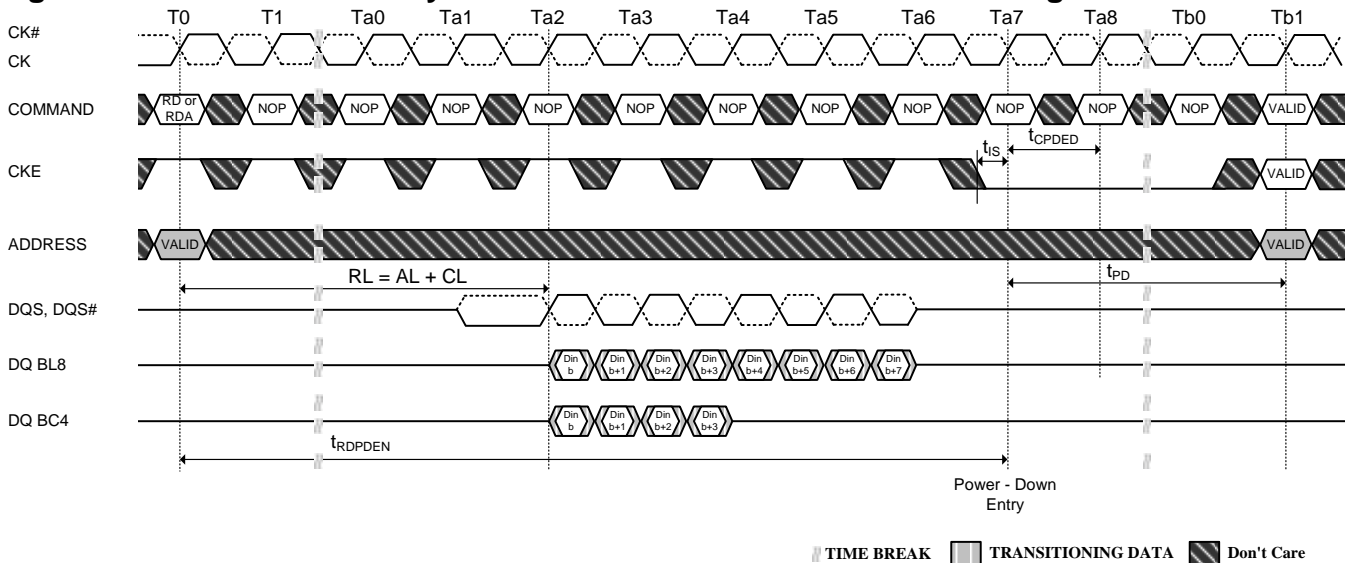 T0 T1 Ta0 Ta1 Ta2 Ta3 Ta4 Ta5 Ta6 Ta7 Ta8 Tb0 Tb1
CK#
CK
COMMAND
RD or
RDA
NOP NOP NOP NOP NOP NOP NOP NOP NOP NOP NOP VALID
tIS
tCPDED
CKE
VALID
ADDRESS
VALID
VALID
RL = AL + CL
tPD
DQS, DQS#
DQ BL8
Din Din Din Din Din Din Din Din
b b+1 b+2 b+3 b+4 b+5 b+6 b+7
DQ BC4
Din Din Din Din
b b+1 b+2 b+3
tRDPDEN
Power - Down
Entry
TIME BREAK TRANSITIONING DATA Don't Care